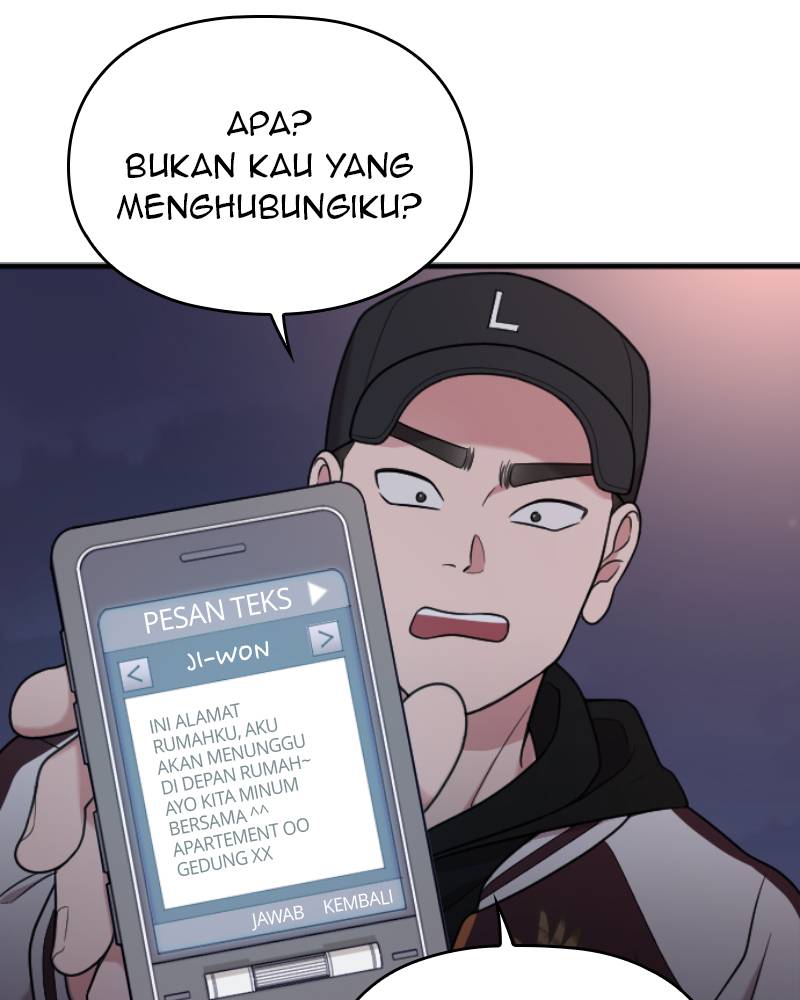 APA?
BUKAN KAU YANG
MENGHUBUNGIKU?
L
PESAN TEKS
<
JI-WON
>
INI ALAMAT
RUMAHKU, AKU
AKAN MENUNGGU
DI DEPAN RUMAH~
AYO KITA MINUM
BERSAMA ^^
APARTEMENT OO
GEDUNG XX
JAWAB KEMBALI